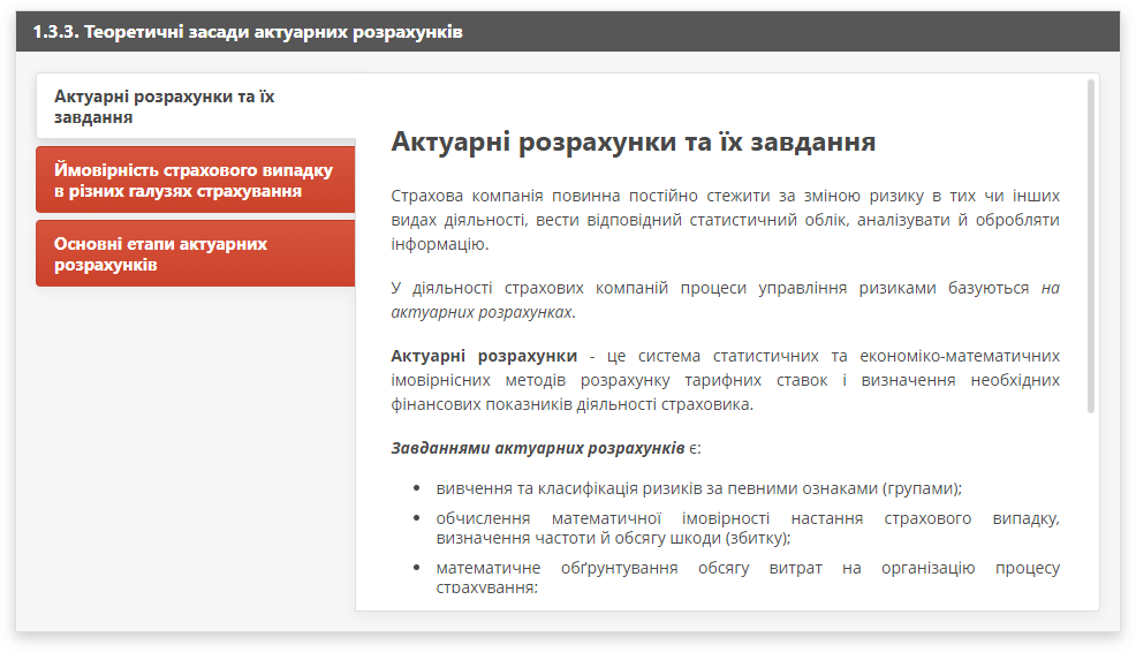 1.3.3. Теоретичні засади актуарних розрахунків
Актуарні розрахунки та їх
завдання
Ймовірність страхового випадку
в різних галузях страхування
Основні етапи актуарних
розрахунків
Актуарні розрахунки та їх завдання
Страхова компанія повинна постійно стежити за зміною ризику в тих чи інших
видах діяльності, вести відповідний статистичний облік, аналізувати й обробляти
інформацію.
У діяльності страхових компаній процеси управління ризиками базуються на
актуарних розрахунках.
Актуарні розрахунки - це система статистичних та економіко-математичних
імовірнісних методів розрахунку тарифних ставок і визначення необхідних
фінансових показників діяльності страховика.
Завданнями актуарних розрахунків є:
• вивчення та класифікація ризиків за певними ознаками (групами);
• обчислення математичної імовірності настання страхового випадку,
визначення частоти й обсягу шкоди (збитку);
• математичне обґрунтування обсягу витрат на організацію процесу
страхування;